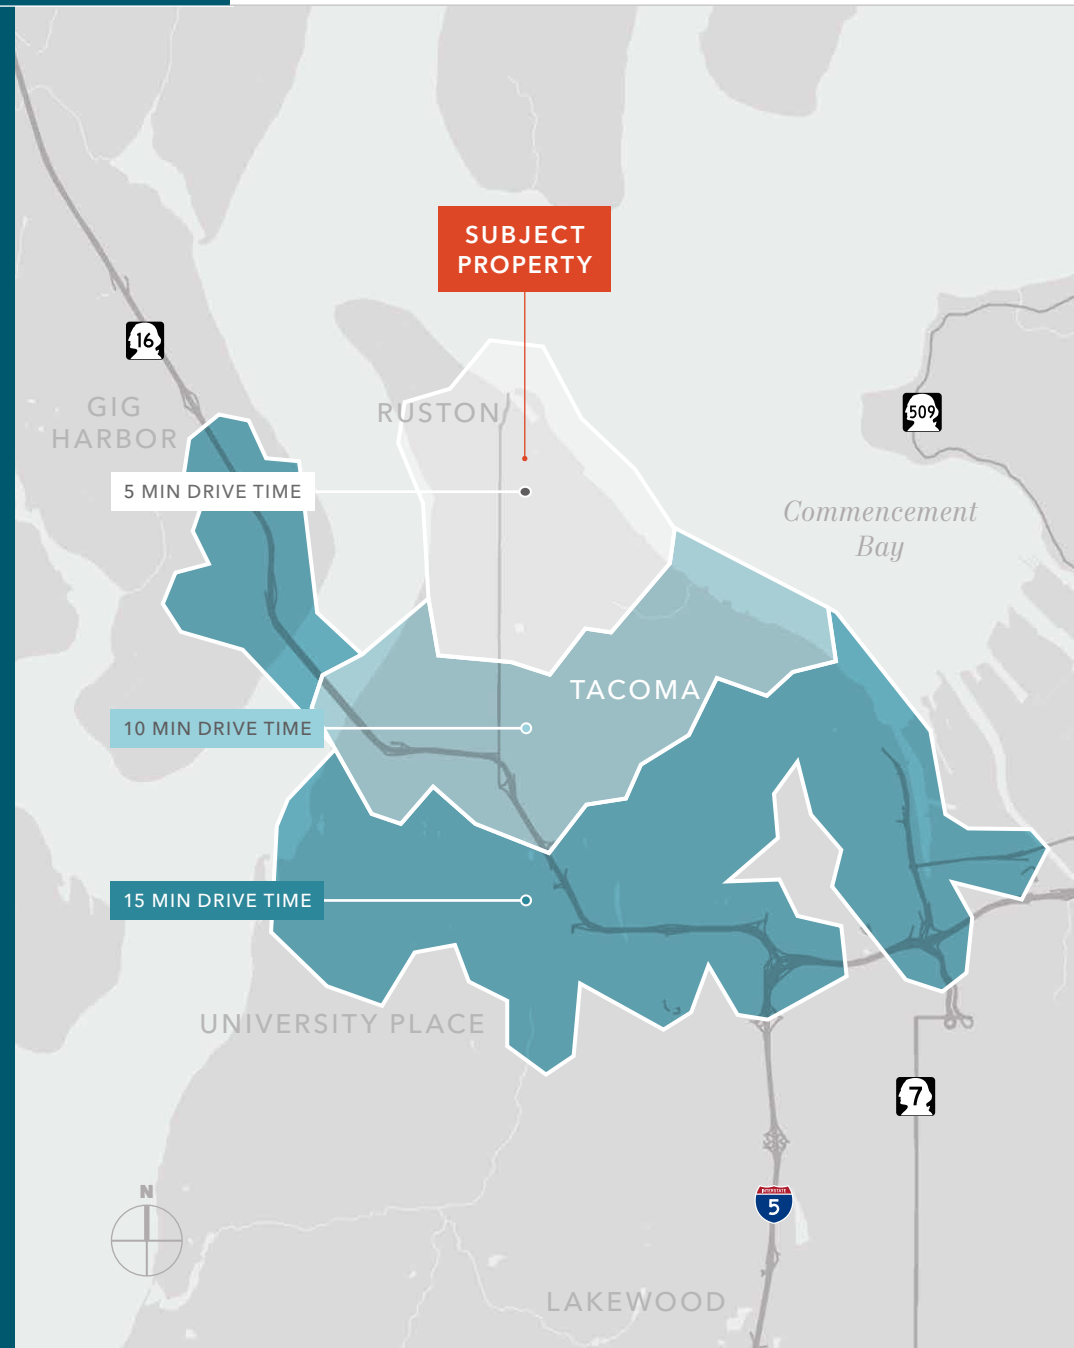 SUBJECT
PROPERTY
16
GIG
HARBOR
RUSTON
509
5 MIN DRIVE TIME
Commencement
Bay
TACOMA
10 MIN DRIVE TIME
15 MIN DRIVE TIME
UNIVERSITY PLACE
7
N
INTERSTATE
5
LAKEWOOD